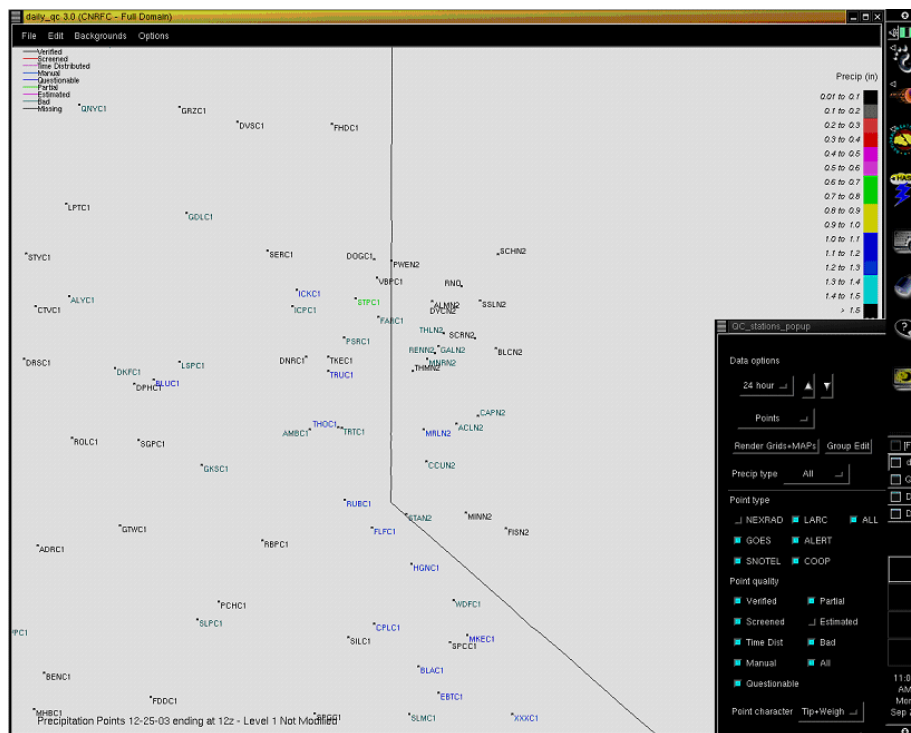 daily_qc 3.0 (CNRFC - Full Domain)
File Edit Backgrounds Options
Verified
Screened
Time Distributed
Manual
Questionable
Partial
Estimated
Bad
Missing
Precip (in)
0.01 to 0.1
0.1 to 0.2
0.2 to 0.3
0.3 to 0.4
0.4 to 0.5
0.5 to 0.6
0.6 to 0.7
0.7 to 0.8
0.8 to 0.9
0.9 to 1.0
1.0 to 1.1
1.1 to 1.2
1.2 to 1.3
1.3 to 1.4
1.4 to 1.5
> 1.5
QNYC1 GRZC1
DVSC1 FHDC1
LPTC1 GDLC1
STYC1 SERC1 DOGC1 PWEN2 SCHN2
VBPC1 RNO
ALYC1 ICKC1 STPC1 ALMN2 SSLN2
CTVC1 ICPC1 FABC1 DVCN2
PSRC1 THLN2 SCRN2
RENN2 GALN2 BLCN2
DRSC1 LSPC1 DNRC1 TKEC1 MNRN2
DKFC1 BLUC1 TRUC1 THMN2
DPHC1
CAPN2
ROLC1 SGPC1 AMBC1 THOC1 TRTC1 MRLN2 ACLN2
GKSC1 CCUN2
RUBC1
STAN2 MINN2
GTWC1 FLFC1 FISN2
ADRC1 RBPC1
HGNC1
PCHC1 WDFC1
SLPC1 CPLC1
PC1 SILC1 MKEC1
SPCC1
BENC1 BLAC1
FDDC1 EBTC1
MHBC1 SLMC1 XXXC1
Precipitation Points 12-25-03 ending at 12z - Level 1 Not Modified
QC_stations_popup
Data options
24 hour
Points
Render Grids+MAPs Group Edit
Precip type All
Point type
NEXRAD LARC ALL
GOES ALERT
SNOTEL COOP
Point quality
Verified Partial
Screened Estimated
Time Dist Bad
Manual All
Questionable
Point character Tip+Weigh
HAS
11:0
AM
Mon
Sep